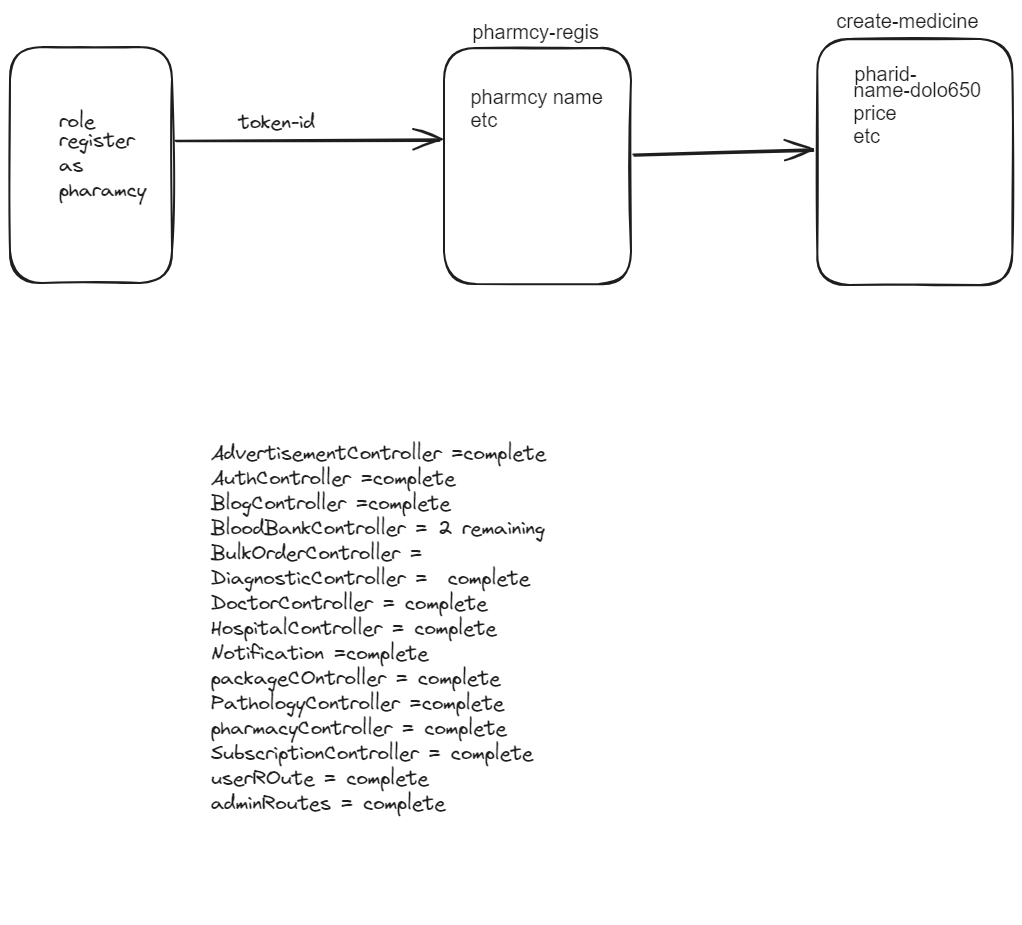 pharmcy-regis
create-medicine
role
register
as
pharamcy
token-id
pharmcy name
etc
pharid-
name-dolo650
price
etc
AdvertisementController =complete
AuthController =complete
BlogController =complete
BloodBankController = 2 remaining
BulkOrderController =
DiagnosticController =  complete
DoctorController = complete
HospitalController = complete
Notification =complete
packageCOntroller = complete
PathologyController =complete
pharmacyController = complete
SubscriptionController = complete
userROute = complete
adminRoutes = complete